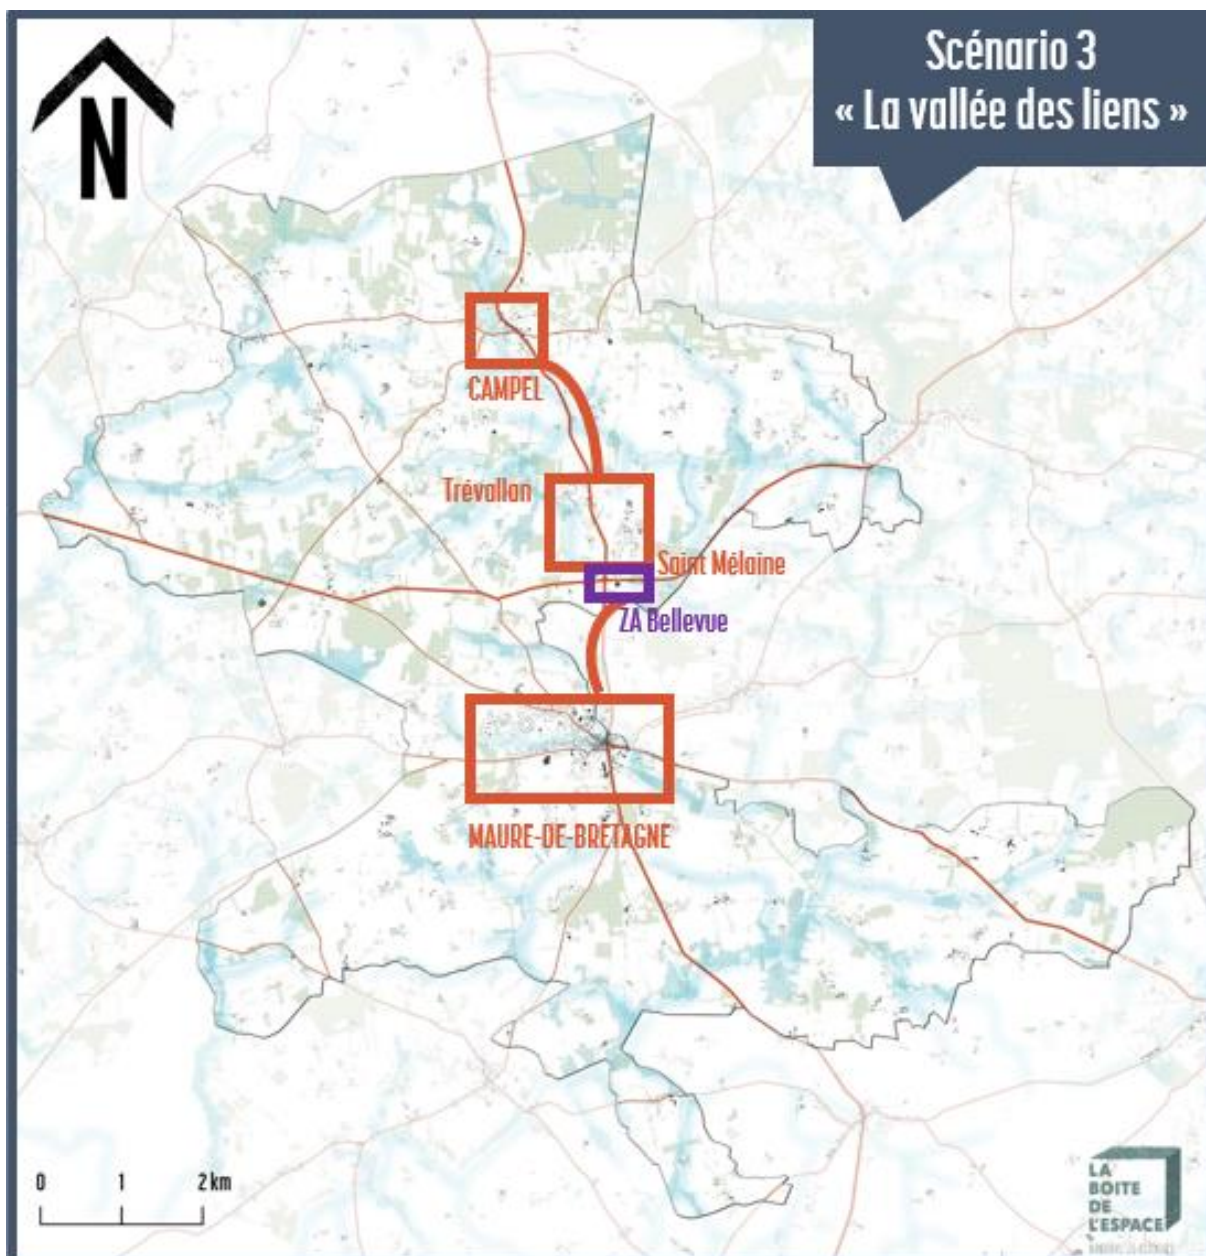 Scénario 3
« La vallée des liens »
N
CAMPEL
Trévallan
Saint Mélaine
ZA Bellevue
MAURE-DE-BRETAGNE
0 1 2 km
LA
BOITE
DE
L'ESPACE